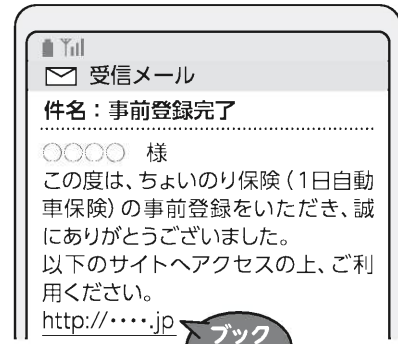 受信メール
件名：事前登録完了
○○○○ 様
この度は、ちょいのり保険（1日自動
車保険）の事前登録をいただき、誠
にありがとうございました。
以下のサイトへアクセスの上、ご利
用ください。
http://・・・・.jp
ブック